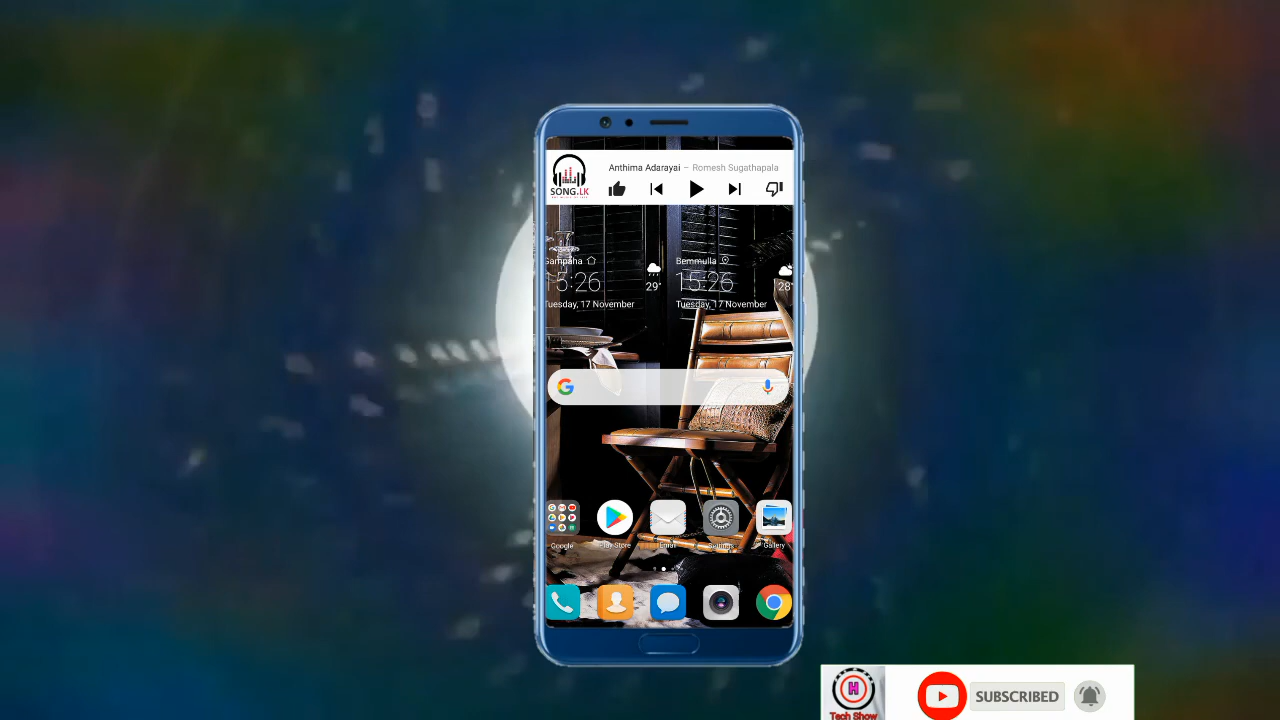 Anthima Adarayai – Romesh Sugathapala
SONG.LK
Gampaha
Bemmulla
15:26
15:26
29°
28°
Tuesday, 17 November
Tuesday, 17 November
Google
Play Store
Email
Settings
Gallery
H
Tech Show
SUBSCRIBED